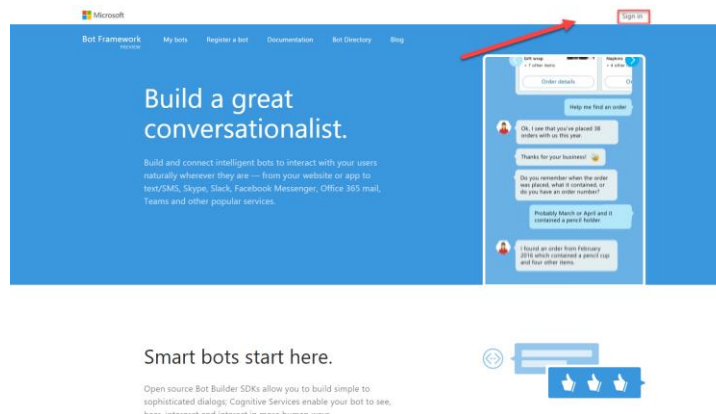 Microsoft
Sign in
Bot Framework
PREVIEW
My bots
Register a bot
Documentation
Bot Directory
Blog
Build a great
conversationalist.
Build and connect intelligent bots to interact with your users
naturally wherever they are — from your website or app to
text/SMS, Skype, Slack, Facebook Messenger, Office 365 mail,
Teams and other popular services.
+ 7 other items
Order details
Help me find an order
Ok. I see that you've placed 38
orders with us this year.
Thanks for your business!
Do you remember when the order
was placed, what it contained, or
do you have an order number?
Probably March or April and it
contained a pencil holder.
I found an order from February
2016 which contained a pencil cup
and four other items.
Smart bots start here.
Open source Bot Builder SDKs allow you to build simple to
sophisticated dialogs; Cognitive Services enable your bot to see,